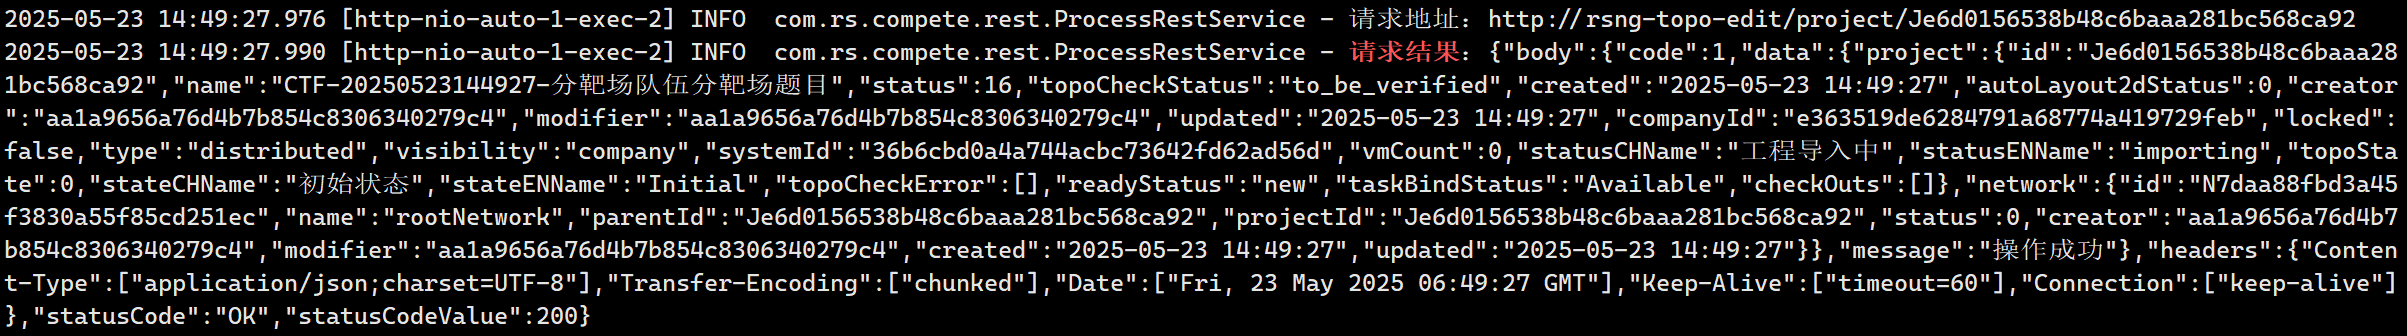 2025-05-23 14:49:27.976 [http-nio-auto-1-exec-2] INFO  com.rs.compete.rest.ProcessRestService - 请求地址：http://rsng-topo-edit/project/Je6d0156538b48c6baaa281bc568ca92
2025-05-23 14:49:27.990 [http-nio-auto-1-exec-2] INFO  com.rs.compete.rest.ProcessRestService - 请求结果：{"body":{"code":1,"data":{"project":{"id":"Je6d0156538b48c6baaa28
1bc568ca92","name":"CTF-20250523144927-分靶场队伍分靶场题目","status":16,"topoCheckStatus":"to_be_verified","created":"2025-05-23 14:49:27","autoLayout2dStatus":0,"creator
":"aa1a9656a76d4b7b854c8306340279c4","modifier":"aa1a9656a76d4b7b854c8306340279c4","updated":"2025-05-23 14:49:27","companyId":"e363519de6284791a68774a419729feb","locked":
false,"type":"distributed","visibility":"company","systemId":"36b6cbd0a4a744acbc73642fd62ad56d","vmCount":0,"statusCHName":"工程导入中","statusENName":"importing","topoSta
te":0,"stateCHName":"初始状态","stateENName":"Initial","topoCheckError":[],"readyStatus":"new","taskBindStatus":"Available","checkOuts":[]},"network":{"id":"N7daa88fbd3a45
f3830a55f85cd251ec","name":"rootNetwork","parentId":"Je6d0156538b48c6baaa281bc568ca92","projectId":"Je6d0156538b48c6baaa281bc568ca92","status":0,"creator":"aa1a9656a76d4b7
b854c8306340279c4","modifier":"aa1a9656a76d4b7b854c8306340279c4","created":"2025-05-23 14:49:27","updated":"2025-05-23 14:49:27"}},"message":"操作成功"},"headers":{"Conten
t-Type":["application/json;charset=UTF-8"],"Transfer-Encoding":["chunked"],"Date":["Fri, 23 May 2025 06:49:27 GMT"],"Keep-Alive":["timeout=60"],"Connection":["keep-alive"]
},"statusCode":"OK","statusCodeValue":200}